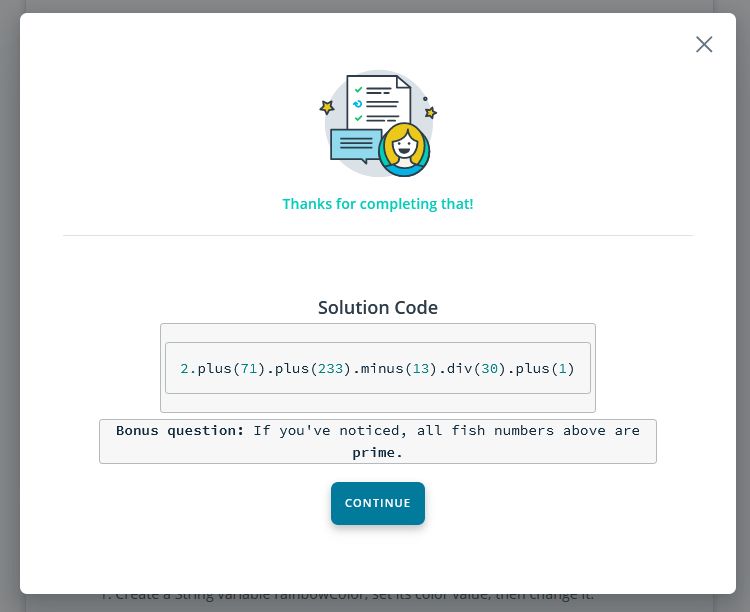 Thanks for completing that!
Solution Code
2.plus(71).plus(233).minus(13).div(30).plus(1)
Bonus question: If you've noticed, all fish numbers above are
prime.
CONTINUE
1. Create a String variable rainbowColor, set its color value, then change it.